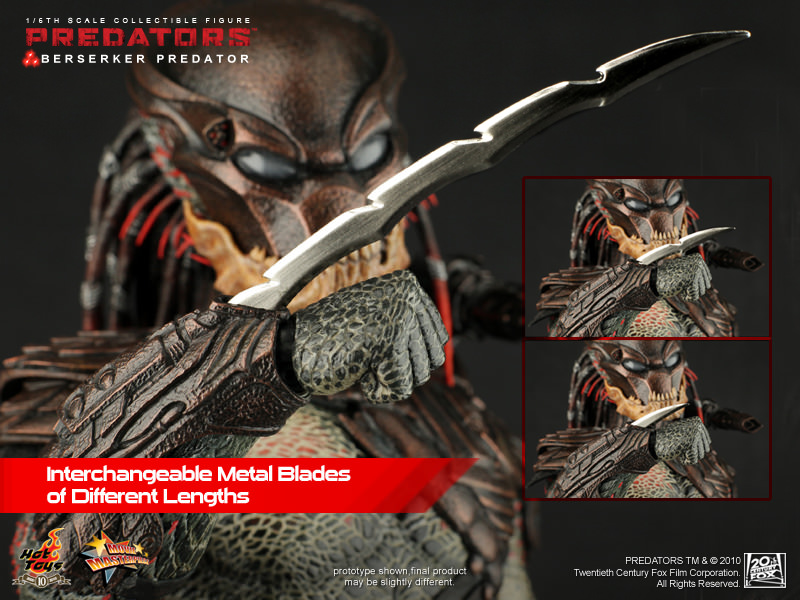 1/6TH SCALE COLLECTIBLE FIGURE
PREDATORS™
BERSERKER PREDATOR
Interchangeable Metal Blades
of Different Lengths
Hot Toys
10
MOVIE
MASTERPIECE
prototype shown,final product
may be slightly different.
PREDATORS TM & © 2010
Twentieth Century Fox Film Corporation.
All Rights Reserved.
20th
CENTURY
FOX